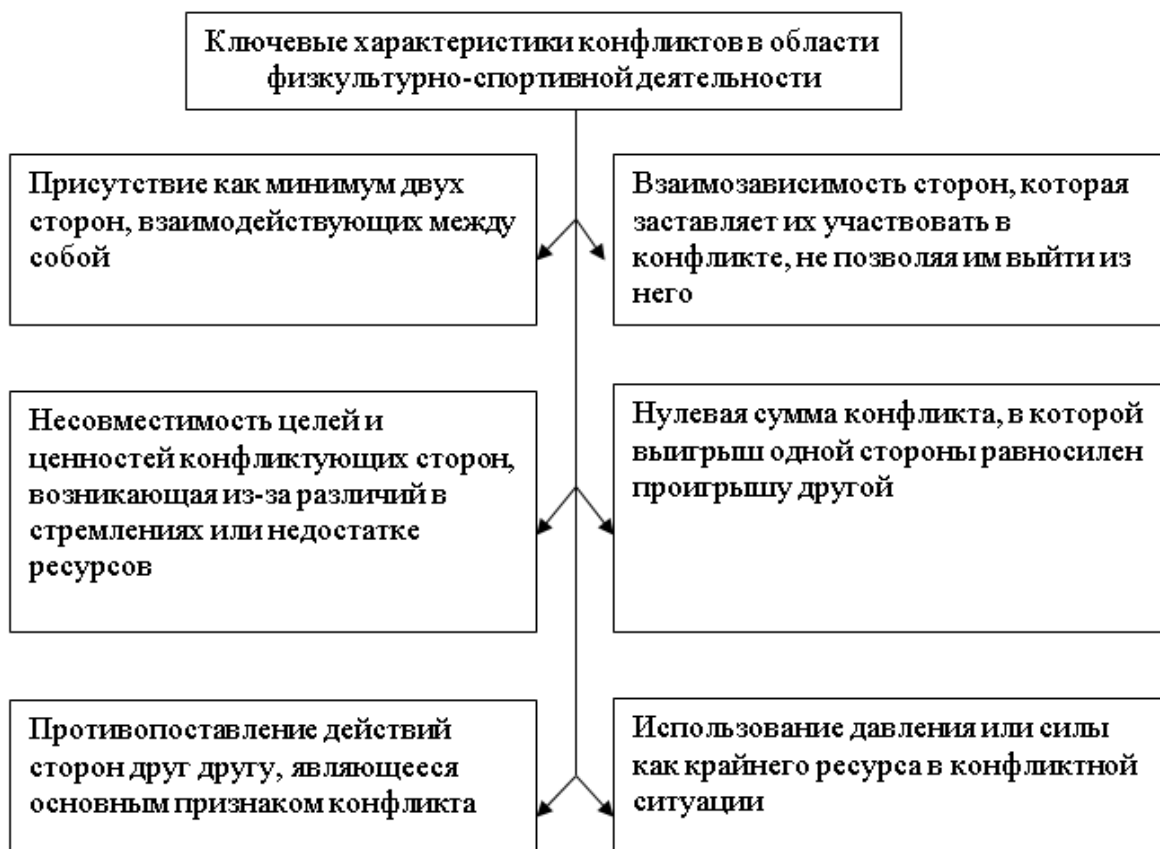 Ключевые характеристики конфликтов в области
физкультурно-спортивной деятельности
Присутствие как минимум двух
сторон, взаимодействующих между
собой
Взаимозависимость сторон, которая
заставляет их участвовать в
конфликте, не позволяя им выйти из
него
Несовместимость целей и
ценностей конфликтующих сторон,
возникающая из-за различий в
стремлениях или недостатке
ресурсов
Нулевая сумма конфликта, в которой
выигрыш одной стороны равносилен
проигрышу другой
Противопоставление действий
сторон друг другу, являющееся
основным признаком конфликта
Использование давления или силы
как крайнего ресурса в конфликтной
ситуации